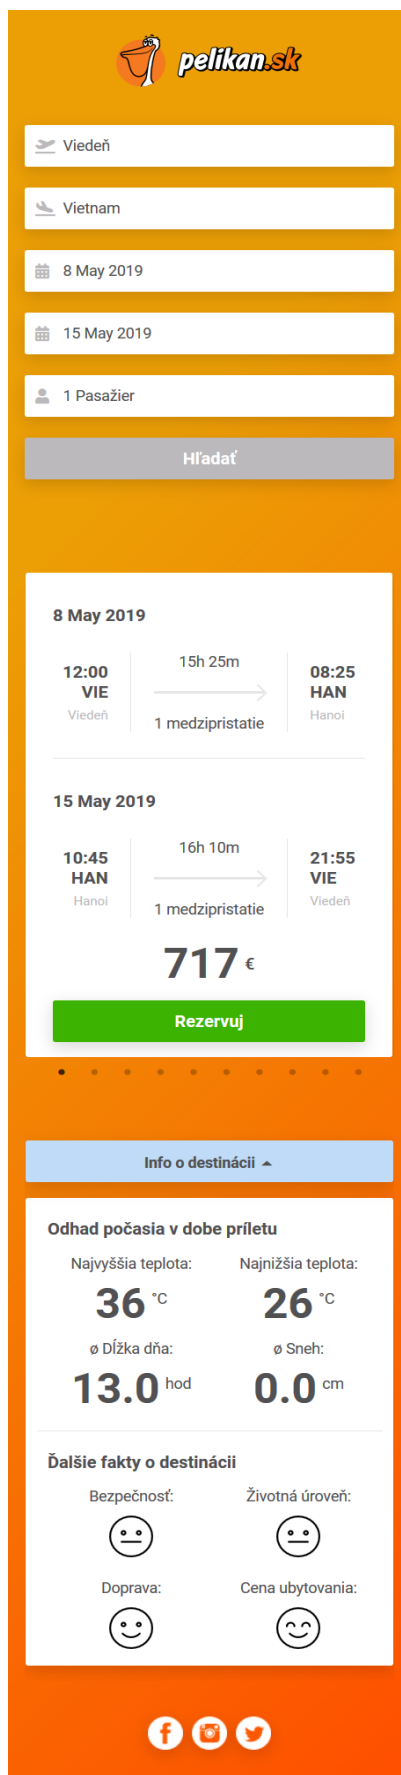 pelikan.sk
Viedeň
Vietnam
8 May 2019
15 May 2019
1 Pasažier
Hľadať
8 May 2019
15h 25m
12:00
VIE
Viedeň
1 medzipristatie
08:25
HAN
Hanoi
15 May 2019
16h 10m
10:45
HAN
Hanoi
1 medzipristatie
21:55
VIE
Viedeň
717 €
Rezervuj
Info o destinácii
Odhad počasia v dobe príletu
Najvyššia teplota: Najnižšia teplota:
36 °C 26 °C
ø Dĺžka dňa: ø Sneh:
13.0 hod 0.0 cm
Ďalšie fakty o destinácii
Bezpečnosť: Životná úroveň:
Doprava: Cena ubytovania: